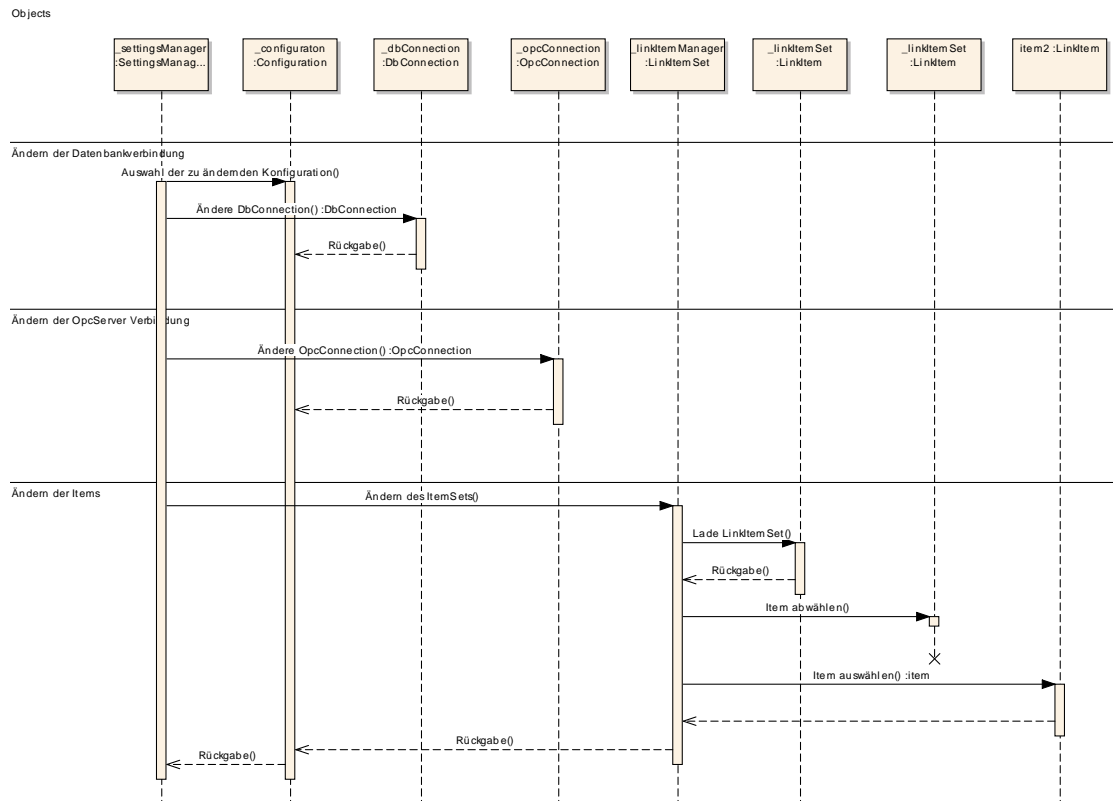 Objects
_settingsManager
:SettingsManag...
_configuraton
:Configuration
_dbConnection
:DbConnection
_opcConnection
:OpcConnection
_linkItemManager
:LinkItemSet
_linkItemSet
:LinkItem
_linkItemSet
:LinkItem
item2 :LinkItem
Ändern der Datenbankverbindung
Auswahl der zu ändernden Konfiguration()
Ändere DbConnection() :DbConnection
Rückgabe()
Ändern der OpcServer Verbindung
Ändere OpcConnection() :OpcConnection
Rückgabe()
Ändern der Items
Ändern des ItemSets()
Lade LinkItemSet()
Rückgabe()
Item abwählen()
Item auswählen() :item
Rückgabe()
Rückgabe()